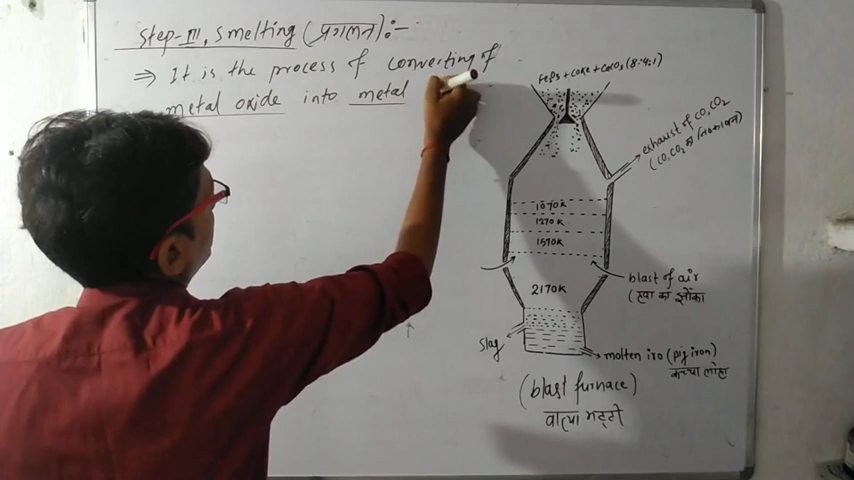 Step-III, Smelting (प्रगलन):-
⇒ It is the process of converting of
metal oxide into metal
+ coke + CaCO₃ (8:4:1)
exhaust of CO, CO₂
1070K
1270K
1570K
2170K
blast of air
(हवा का झोंका
slag
molten iro (pig iron)
कच्चा लोहा
(blast furnace)
वात्या भट्टी